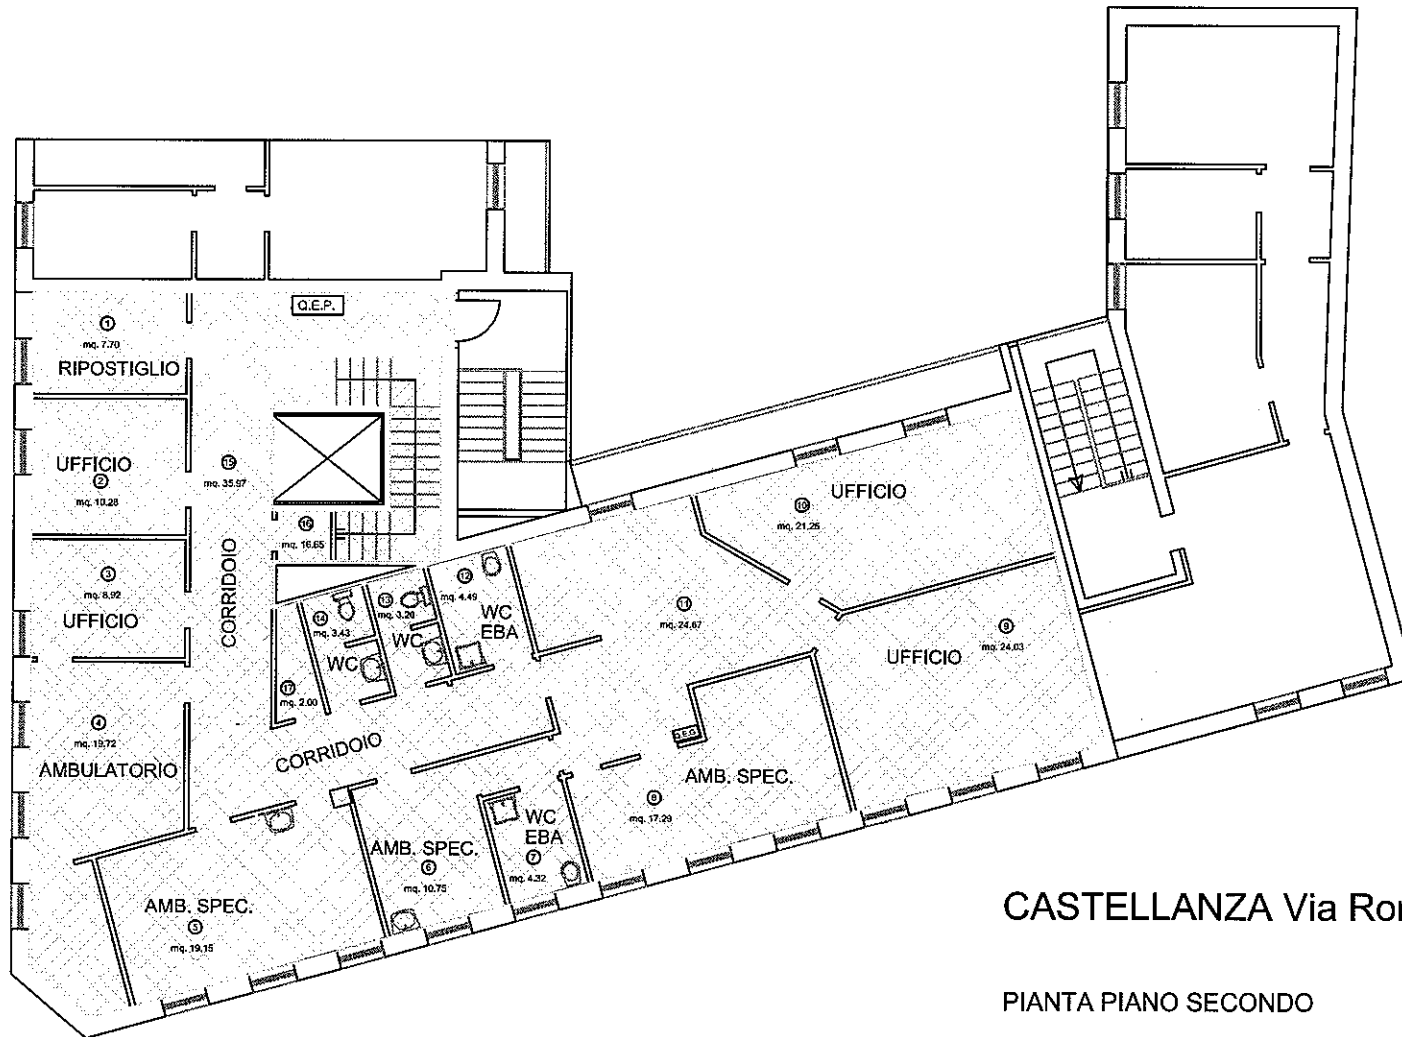 Q.E.P.
1
mq. 7.70
RIPOSTIGLIO
UFFICIO
2
mq. 10.28
19
mq. 35.97
16
mq. 16.65
3
mq. 8.92
UFFICIO
CORRIDOIO
4
mq. 19.72
AMBULATORIO
17
mq. 2.00
14
mq. 3.43
WC
13
mq. 3.20
WC
12
mq. 4.49
WC
EBA
CORRIDOIO
11
mq. 24.67
10
mq. 21.25
UFFICIO
9
mq. 24.03
UFFICIO
AMB. SPEC.
8
mq. 17.29
WC
EBA
7
mq. 4.32
AMB. SPEC.
6
mq. 10.75
AMB. SPEC.
5
mq. 19.15
CASTELLANZA Via Ror
PIANTA PIANO SECONDO